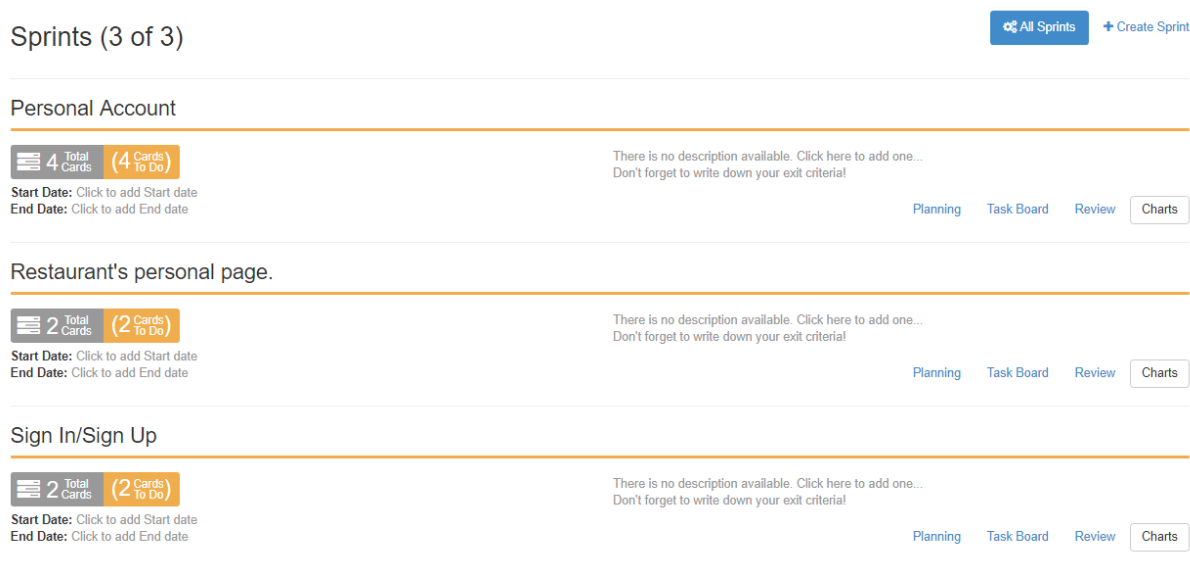 Sprints (3 of 3)
All Sprints
Create Sprint
Personal Account
4 Total Cards (4 Cards To Do)
There is no description available. Click here to add one...
Don't forget to write down your exit criteria!
Start Date: Click to add Start date
End Date: Click to add End date
Planning Task Board Review Charts
Restaurant's personal page.
2 Total Cards (2 Cards To Do)
There is no description available. Click here to add one...
Don't forget to write down your exit criteria!
Start Date: Click to add Start date
End Date: Click to add End date
Planning Task Board Review Charts
Sign In/Sign Up
2 Total Cards (2 Cards To Do)
There is no description available. Click here to add one...
Don't forget to write down your exit criteria!
Start Date: Click to add Start date
End Date: Click to add End date
Planning Task Board Review Charts